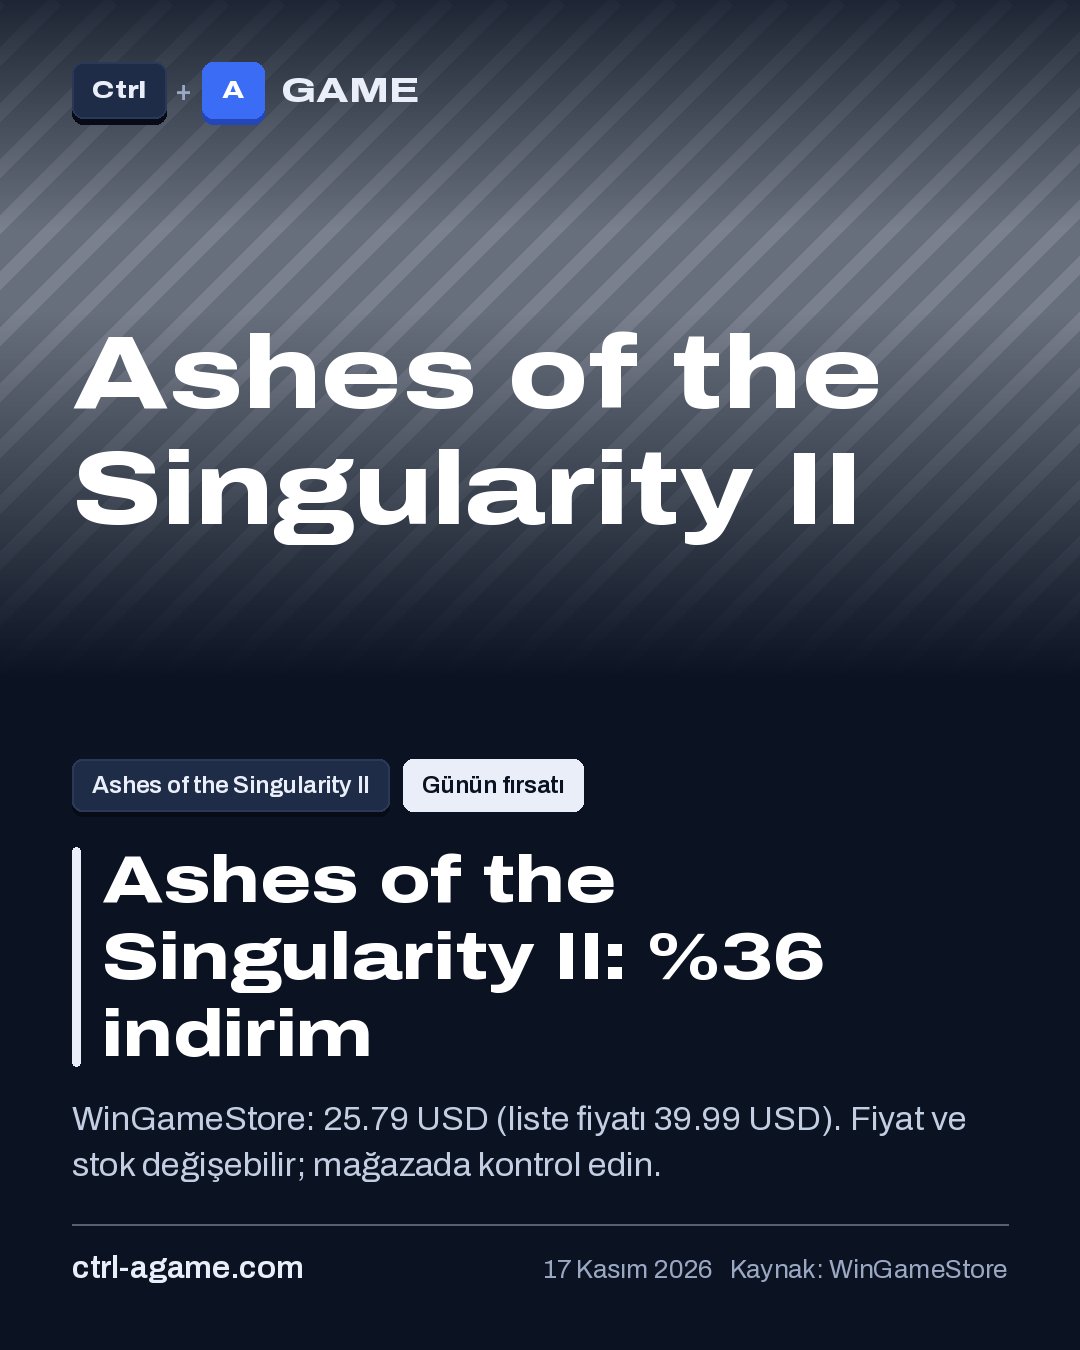 Ctrl + A GAME
Ashes of the
Singularity II
Ashes of the Singularity II Günün fırsatı
Ashes of the
Singularity II: %36
indirim
WinGameStore: 25.79 USD (liste fiyatı 39.99 USD). Fiyat ve
stok değişebilir; mağazada kontrol edin.
ctrl-agame.com 17 Kasım 2026 Kaynak: WinGameStore